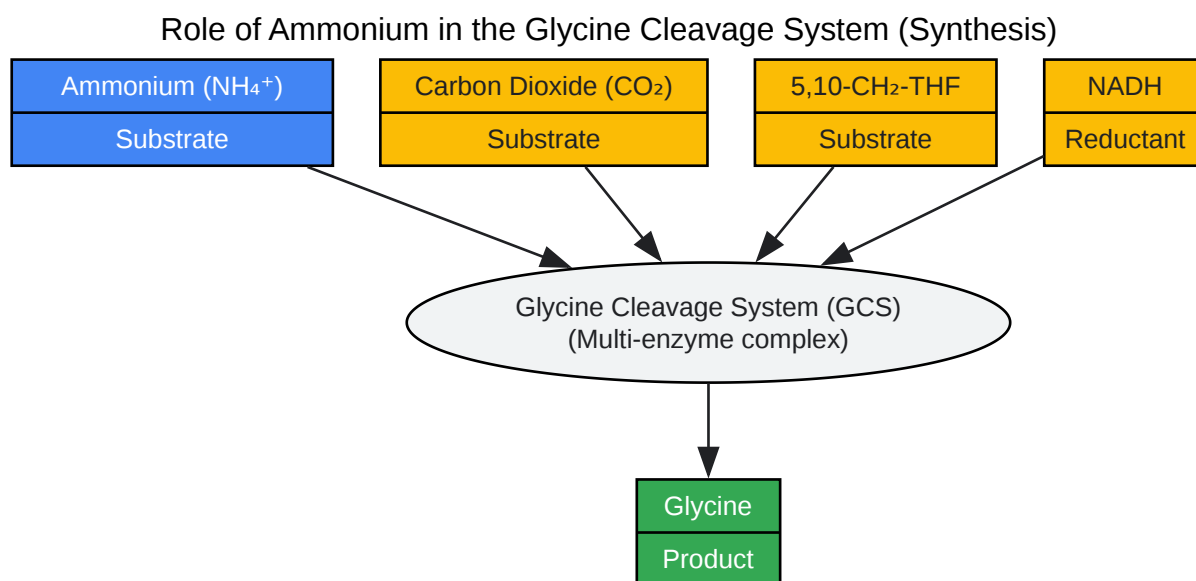 Role of Ammonium in the Glycine Cleavage System (Synthesis)
Ammonium (NH₄⁺)
Substrate
Carbon Dioxide (CO₂)
Substrate
5,10-CH₂-THF
Substrate
NADH
Reductant
Glycine Cleavage System (GCS)
(Multi-enzyme complex)
Glycine
Product